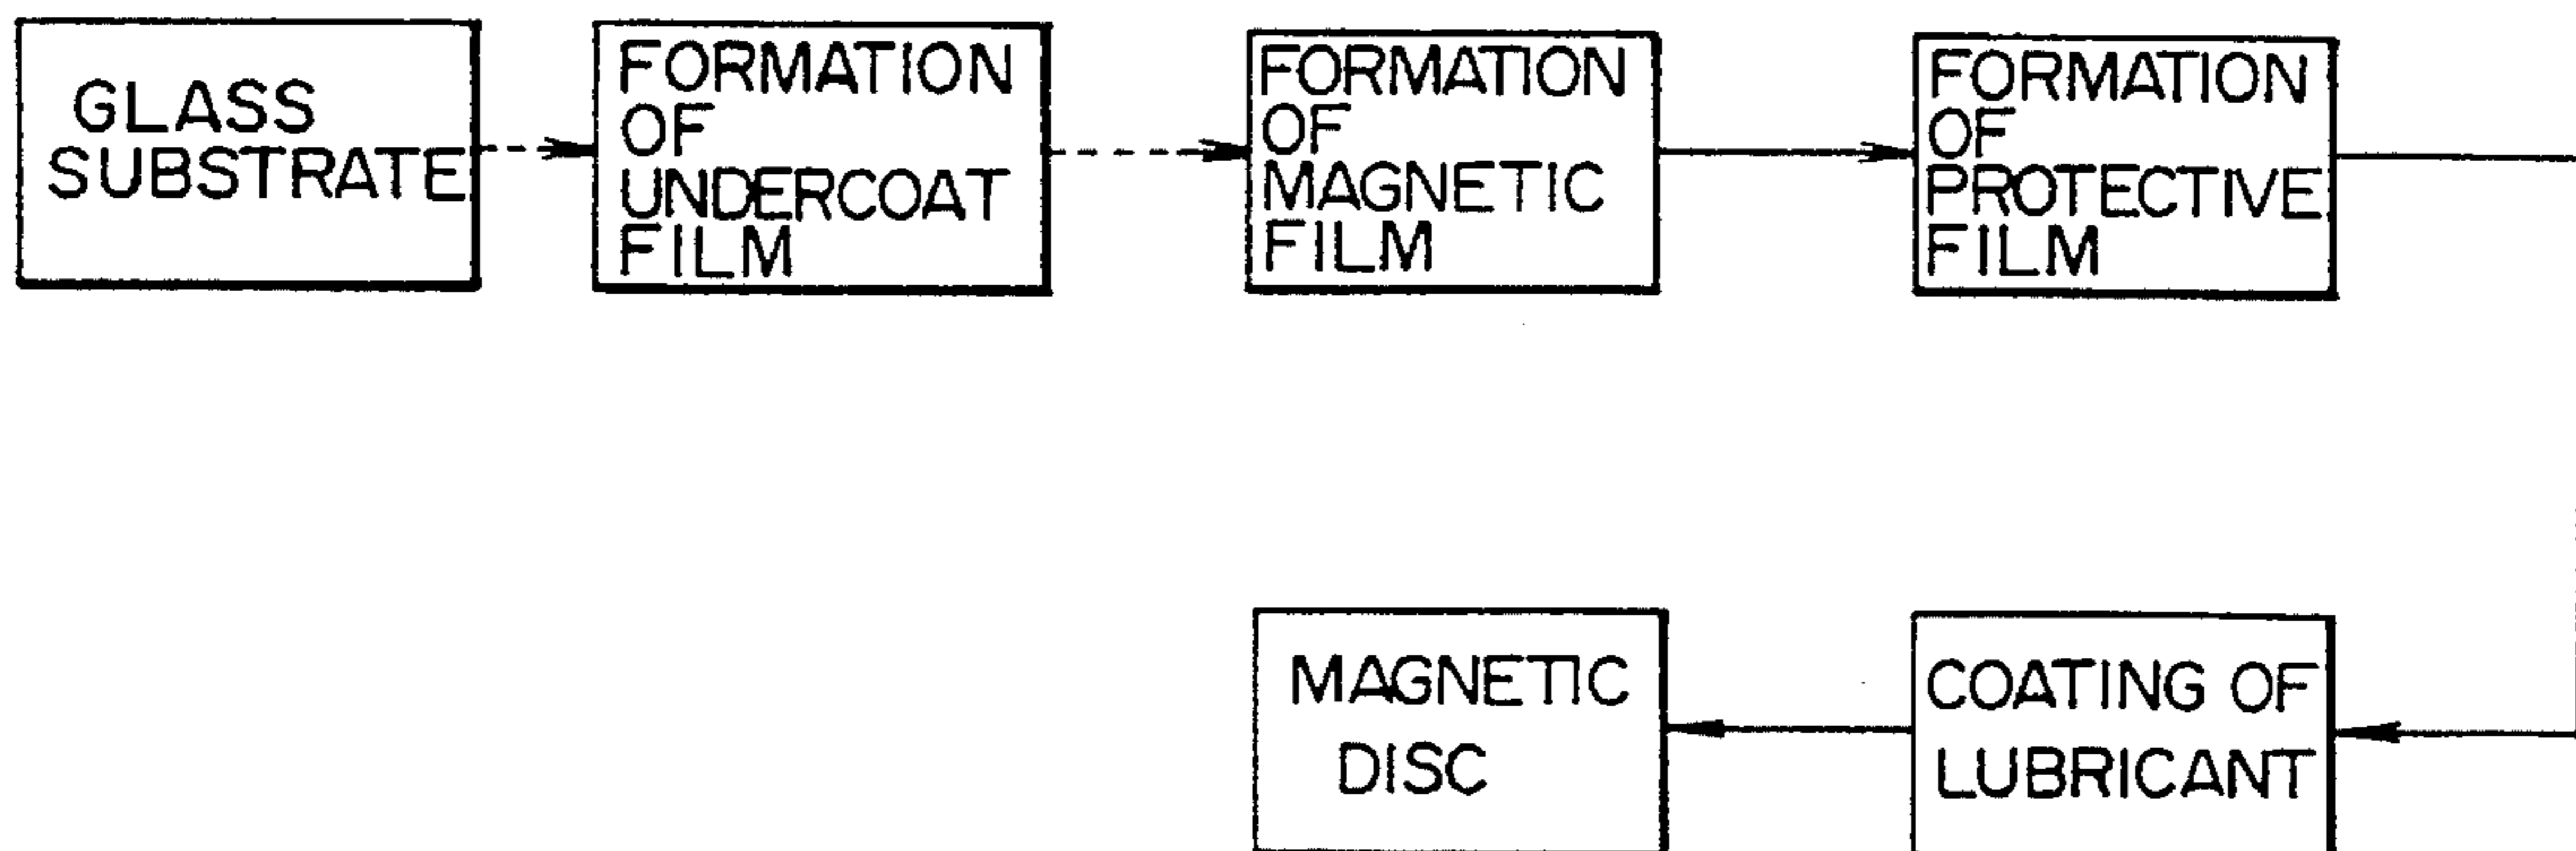 GLASS
SUBSTRATE
FORMATION
OF
UNDERCOAT
FILM
FORMATION
OF
MAGNETIC
FILM
FORMATION
OF
PROTECTIVE
FILM
COATING OF
LUBRICANT
MAGNETIC
DISC